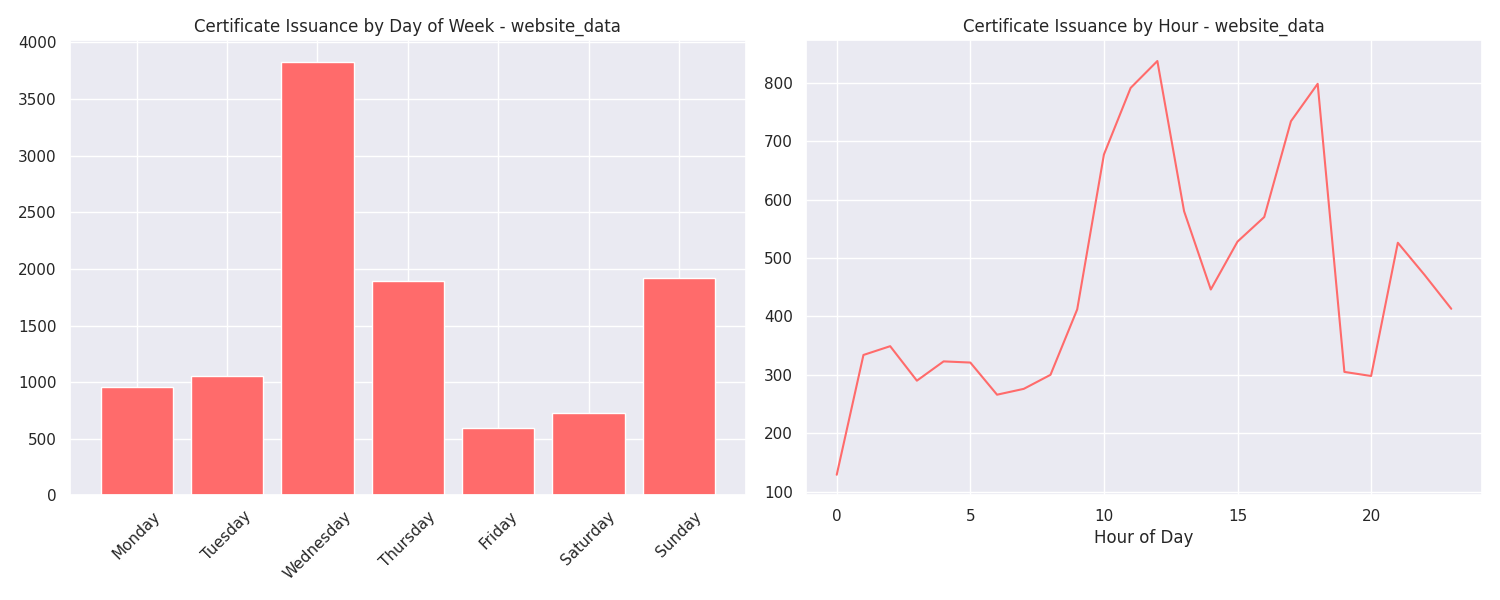 Certificate Issuance by Day of Week - website_data
4000
3500
3000
2500
2000
1500
1000
500
0
Monday
Tuesday
Wednesday
Thursday
Friday
Saturday
Sunday
Certificate Issuance by Hour - website_data
800
700
600
500
400
300
200
100
0
5
10
15
20
Hour of Day